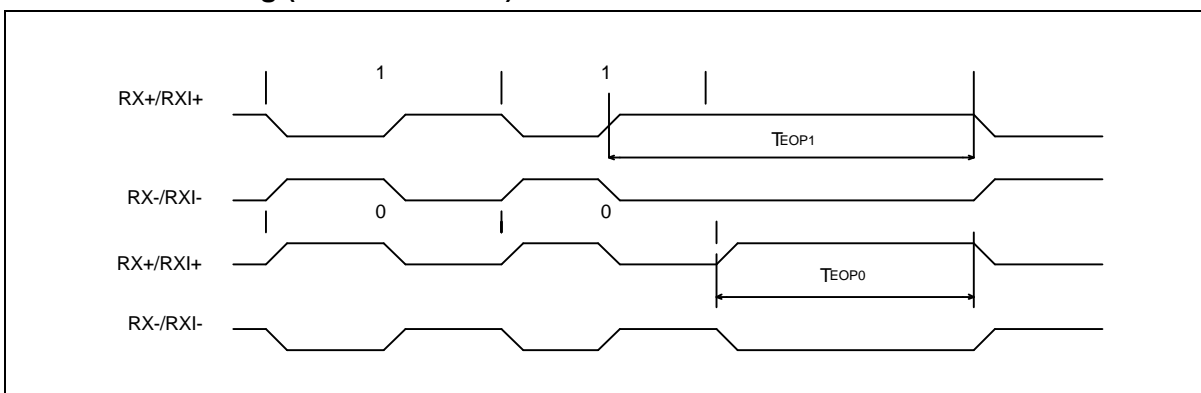 1 1
RX+/RXI+
TEOP1
RX-/RXI-
0 0
RX+/RXI+
TEOP0
RX-/RXI-